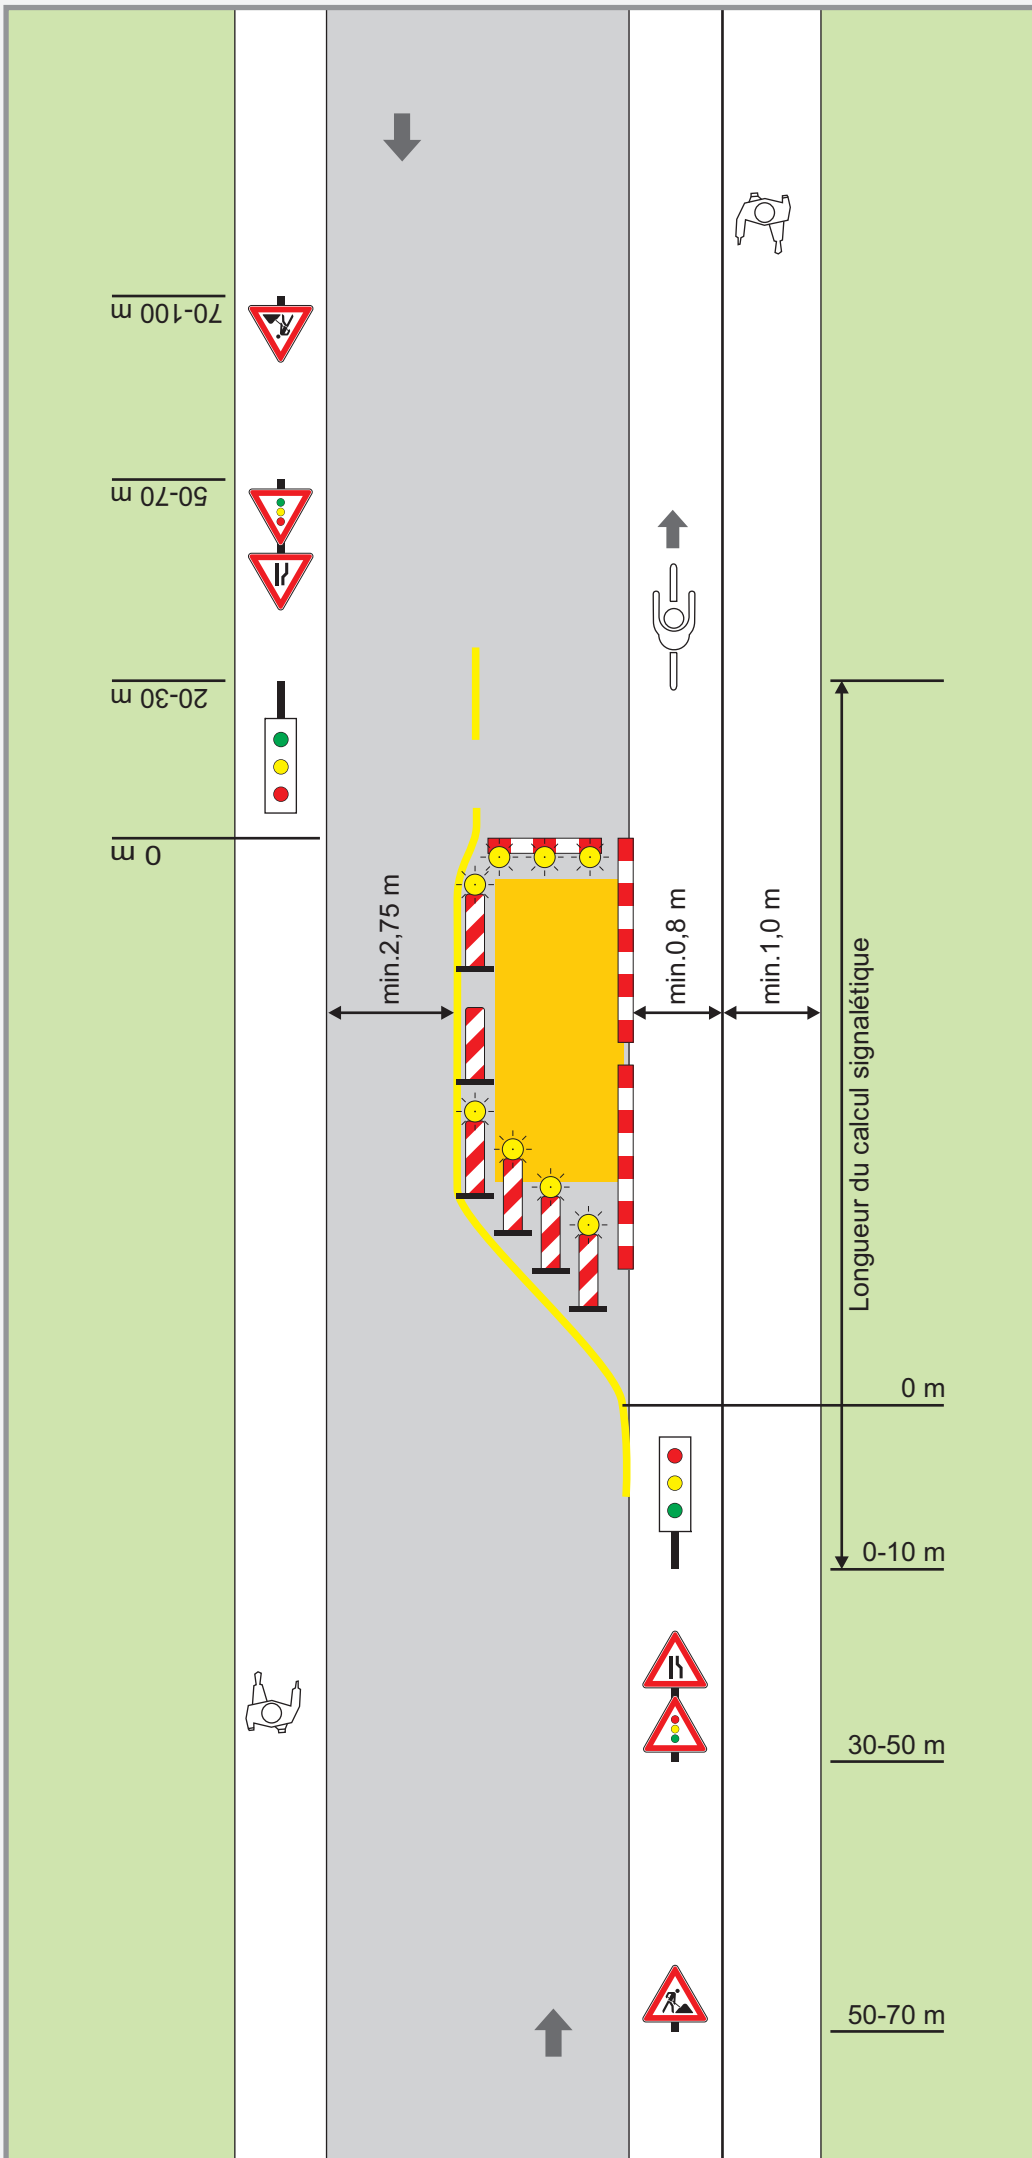 70-100 m
50-70 m
20-30 m
0 m
min.2,75 m
min.0,8 m
min.1,0 m
Longueur du calcul signalétique
0 m
0-10 m
30-50 m
50-70 m